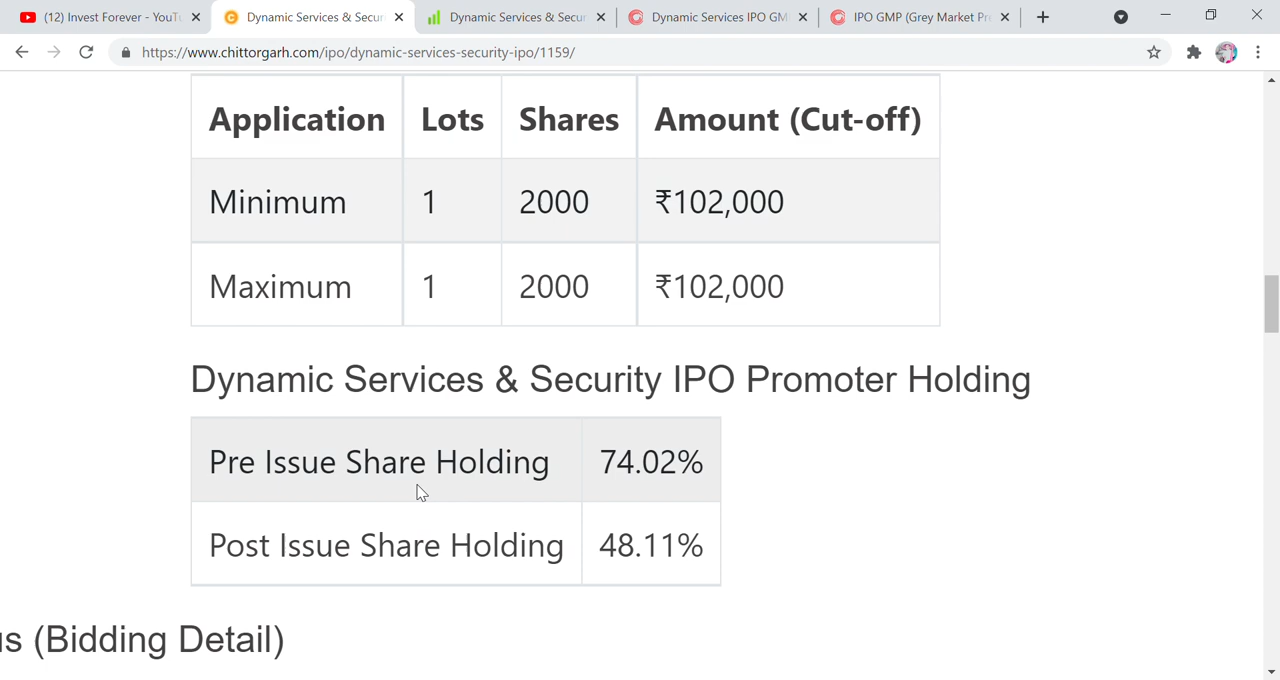 (12) Invest Forever - YouTu
Dynamic Services & Secur
Dynamic Services & Secur
Dynamic Services IPO GM
IPO GMP (Grey Market Pr
https://www.chittorgarh.com/ipo/dynamic-services-security-ipo/1159/
Application Lots Shares Amount (Cut-off)
Minimum 1 2000 ₹102,000
Maximum 1 2000 ₹102,000
Dynamic Services & Security IPO Promoter Holding
Pre Issue Share Holding 74.02%
Post Issue Share Holding 48.11%
us (Bidding Detail)